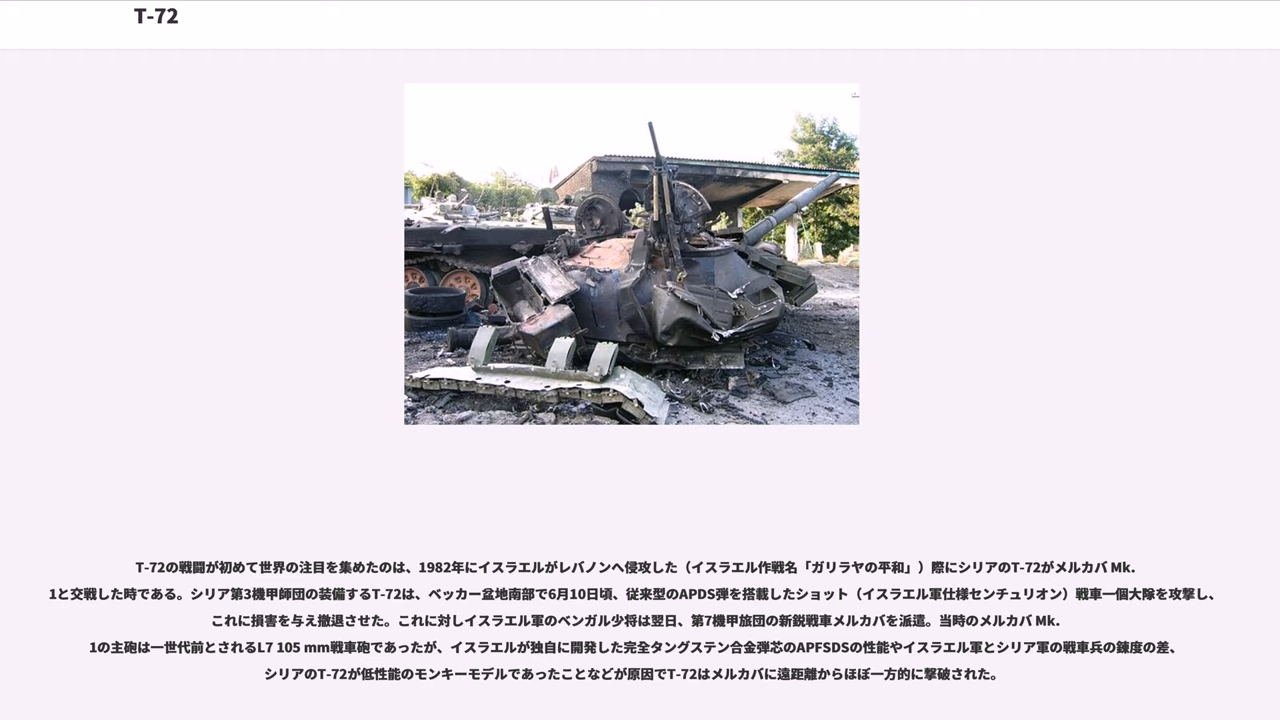 T-72
T-72の戦闘が初めて世界の注目を集めたのは、1982年にイスラエルがレバノンへ侵攻した（イスラエル作戦名「ガリラヤの平和」）際にシリアのT-72がメルカバ Mk.
1と交戦した時である。シリア第3機甲師団の装備するT-72は、ベッカー盆地南部で6月10日頃、従来型のAPDS弾を搭載したショット（イスラエル軍仕様センチュリオン）戦車一個大隊を攻撃し、
これに損害を与え撤退させた。これに対しイスラエル軍のベンガル少将は翌日、第7機甲旅団の新鋭戦車メルカバを派遣。当時のメルカバ Mk.
1の主砲は一世代前とされるL7 105 mm戦車砲であったが、イスラエルが独自に開発した完全タングステン合金弾芯のAPFSDSの性能やイスラエル軍とシリア軍の戦車兵の錬度の差、
シリアのT-72が低性能のモンキーモデルであったことなどが原因でT-72はメルカバに遠距離からほぼ一方的に撃破された。